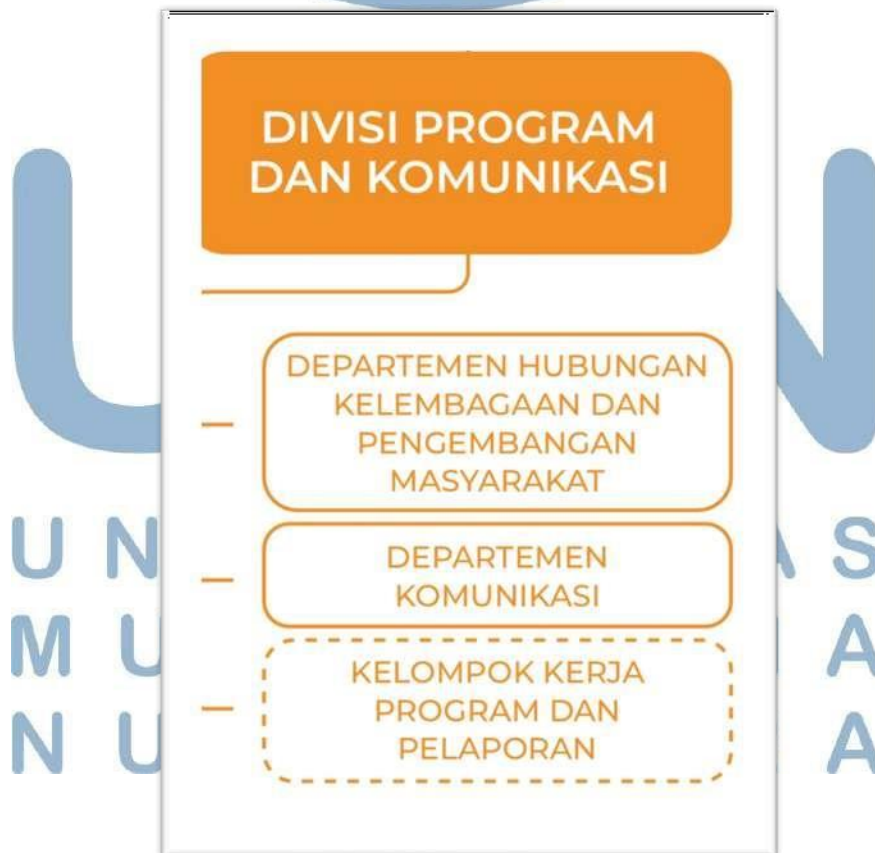 DIVISI PROGRAM
DAN KOMUNIKASI
DEPARTEMEN HUBUNGAN
KELEMBAGAAN DAN
PENGEMBANGAN
MASYARAKAT
DEPARTEMEN
KOMUNIKASI
KELOMPOK KERJA
PROGRAM DAN
PELAPORAN